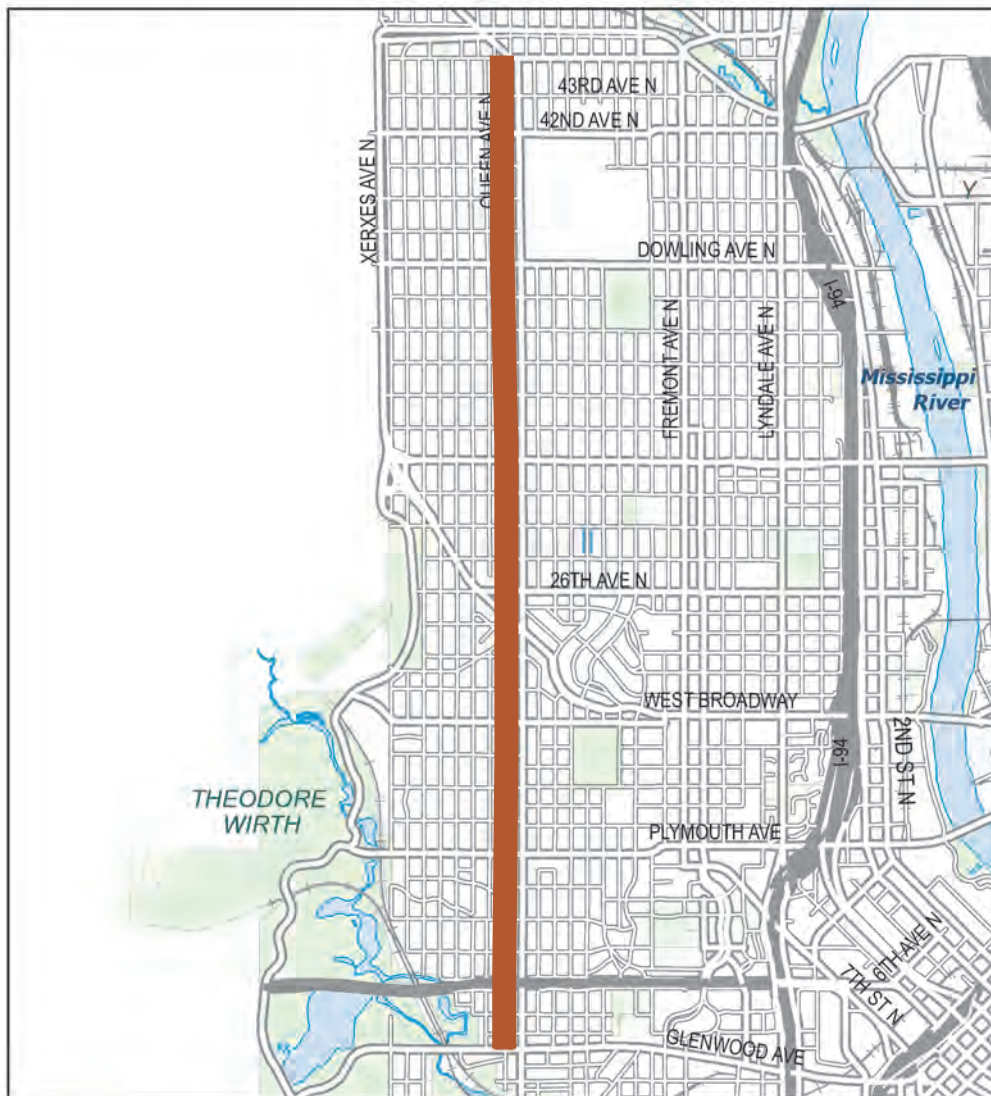 43RD AVE N
42ND AVE N
QUEEN AVE N
XERXES AVE N
Y
DOWLING AVE N
I-94
FREMONT AVE N
LYNDALE AVE N
Mississippi
River
26TH AVE N
WEST BROADWAY
I-94
2ND ST N
THEODORE
WIRTH
PLYMOUTH AVE
6TH AVE N
7TH ST N
GLENWOOD AVE